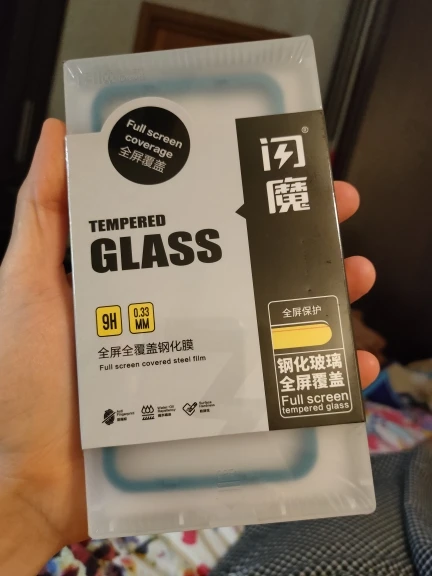 Full screen
coverage
全屏覆盖
闪
魔
®
TEMPERED
GLASS
9H
0.33
MM
全屏全覆盖钢化膜
Full screen covered steel film
全屏保护
钢化玻璃
全屏覆盖
Full screen
tempered glass